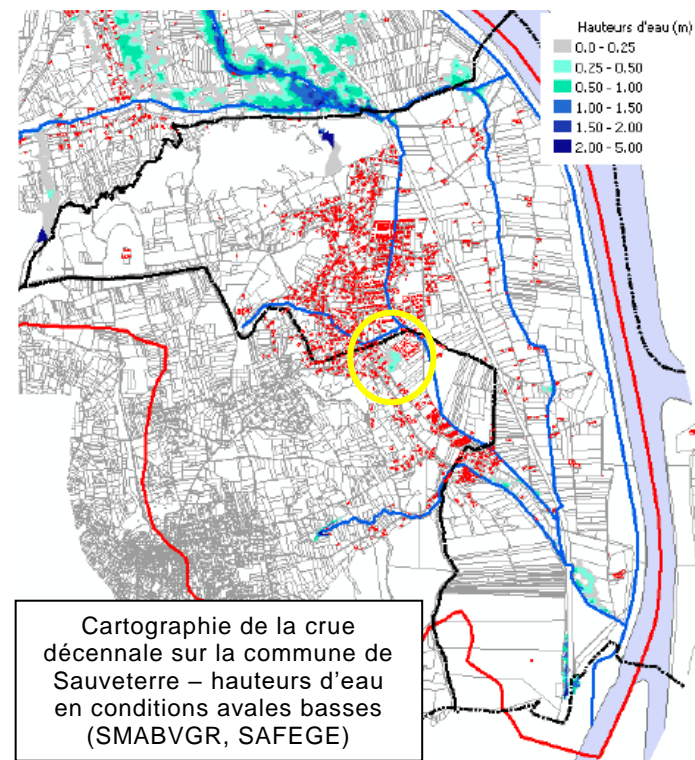 Hauteurs d'eau (m)
0.0 - 0.25
0.25 - 0.50
0.50 - 1.00
1.00 - 1.50
1.50 - 2.00
2.00 - 5.00
Cartographie de la crue
décennale sur la commune de
Sauveterre – hauteurs d'eau
en conditions avales basses
(SMABVGR, SAFEGE)